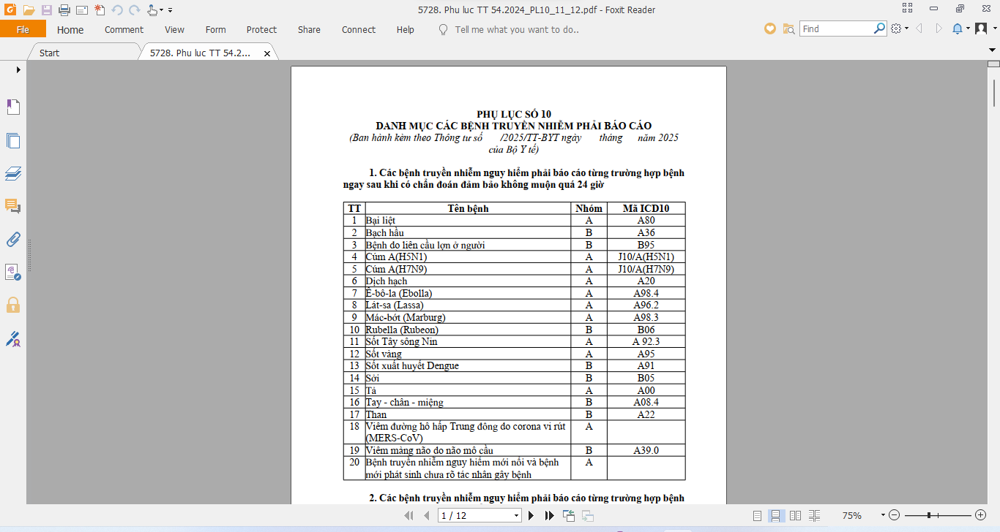 5728. Phu luc TT 54.2024_PL10_11_12.pdf - Foxit Reader
File Home Comment View Form Protect Share Connect Help Tell me what you want to do.. Find
Start 5728. Phu luc TT 54.2...
PHỤ LỤC SỐ 10
DANH MỤC CÁC BỆNH TRUYỀN NHIỄM PHẢI BÁO CÁO
(Ban hành kèm theo Thông tư số /2025/TT-BYT ngày tháng năm 2025
của Bộ Y tế)
1. Các bệnh truyền nhiễm nguy hiểm phải báo cáo từng trường hợp bệnh
ngay sau khi có chẩn đoán đảm bảo không muộn quá 24 giờ
TT Tên bệnh Nhóm Mã ICD10
1 Bại liệt A A80
2 Bạch hầu B A36
3 Bệnh do liên cầu lợn ở người B B95
4 Cúm A(H5N1) A J10/A(H5N1)
5 Cúm A(H7N9) A J10/A(H7N9)
6 Dịch hạch A A20
7 Ê-bô-la (Ebolla) A A98.4
8 Lát-sa (Lassa) A A96.2
9 Mác-bớt (Marburg) A A98.3
10 Rubella (Rubeon) B B06
11 Sốt Tây sông Nin A A 92.3
12 Sốt vàng A A95
13 Sốt xuất huyết Dengue B A91
14 Sởi B B05
15 Tả A A00
16 Tay - chân - miệng B A08.4
17 Than B A22
18 Viêm đường hô hấp Trung đông do corona vi rút A
(MERS-CoV)
19 Viêm màng não do não mô cầu B A39.0
20 Bệnh truyền nhiễm nguy hiểm mới nổi và bệnh A
mới phát sinh chưa rõ tác nhân gây bệnh
2. Các bệnh truyền nhiễm nguy hiểm phải báo cáo từng trường hợp bệnh
1 / 12 75%